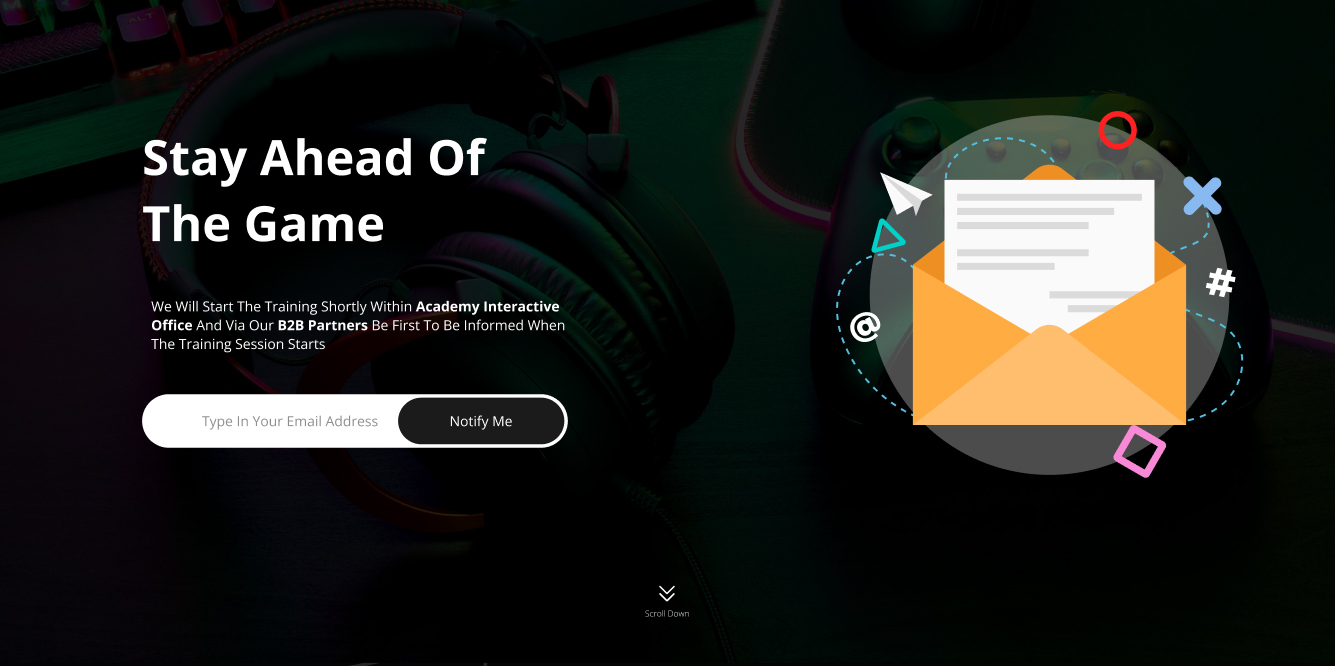 Stay Ahead Of
The Game
We Will Start The Training Shortly Within Academy Interactive
Office And Via Our B2B Partners Be First To Be Informed When
The Training Session Starts
Type In Your Email Address
Notify Me
@
#
Scroll Down